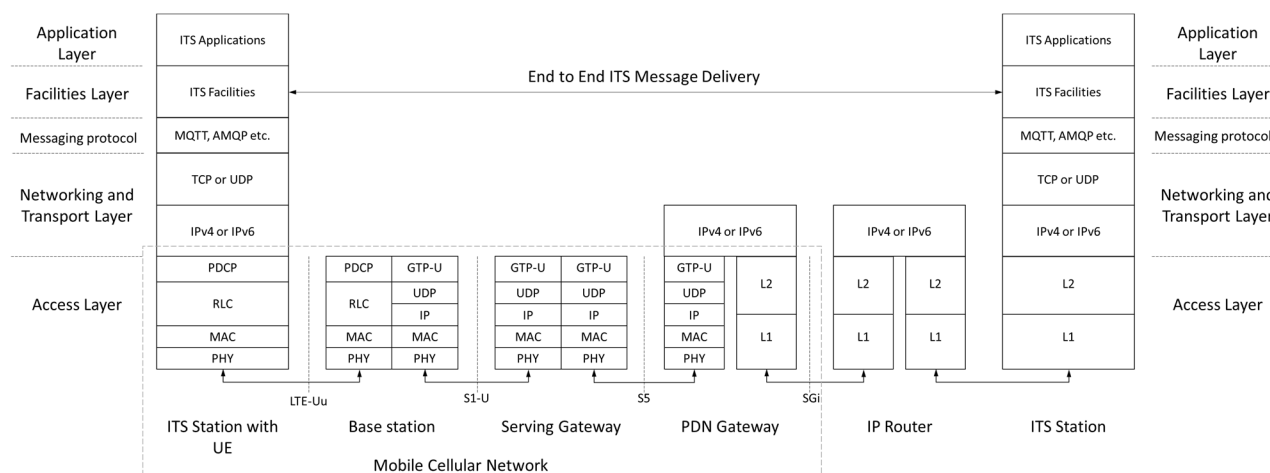 Application
Layer
ITS Applications
ITS Applications
Application
Layer
End to End ITS Message Delivery
Facilities Layer
ITS Facilities
ITS Facilities
Facilities Layer
Messaging protocol
MQTT, AMQP etc.
MQTT, AMQP etc.
Messaging protocol
Networking and
Transport Layer
TCP or UDP
TCP or UDP
Networking and
Transport Layer
IPv4 or IPv6
IPv4 or IPv6
IPv4 or IPv6
IPv4 or IPv6
Access Layer
PDCP
RLC
MAC
PHY
PDCP
RLC
MAC
PHY
GTP-U
UDP
IP
MAC
PHY
GTP-U
UDP
IP
MAC
PHY
GTP-U
UDP
IP
MAC
PHY
GTP-U
UDP
IP
MAC
PHY
L2
L1
L2
L1
L2
L1
L2
L1
Access Layer
LTE-Uu
S1-U
S5
SGi
ITS Station with
UE
Base station
Serving Gateway
PDN Gateway
IP Router
ITS Station
Mobile Cellular Network